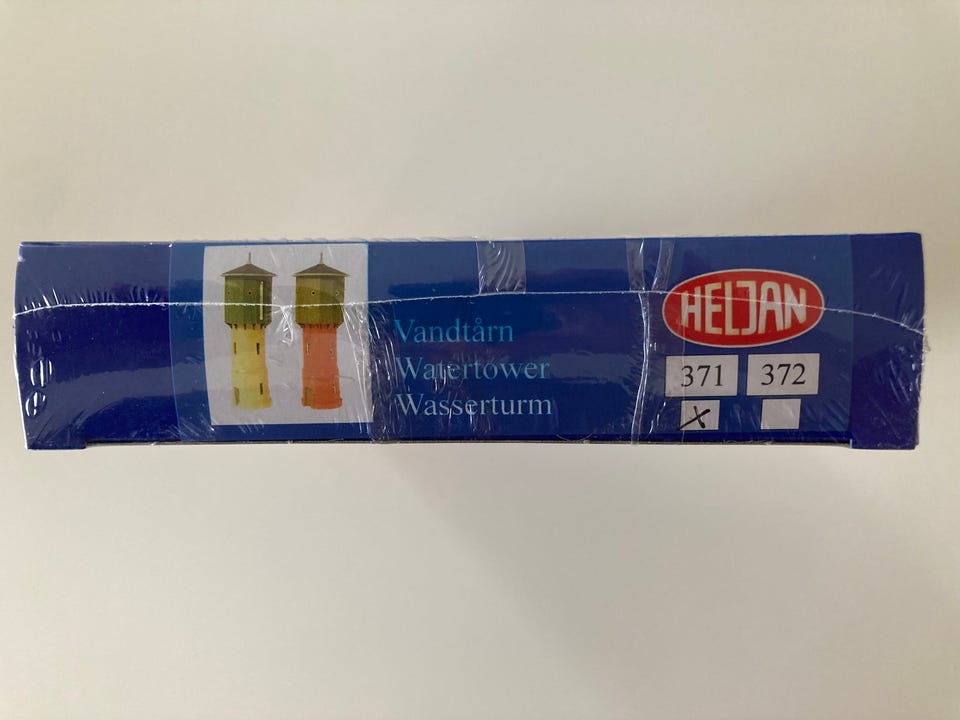 Vandtårn
Watertower
Wasserturm
HELJAN
371 372
X